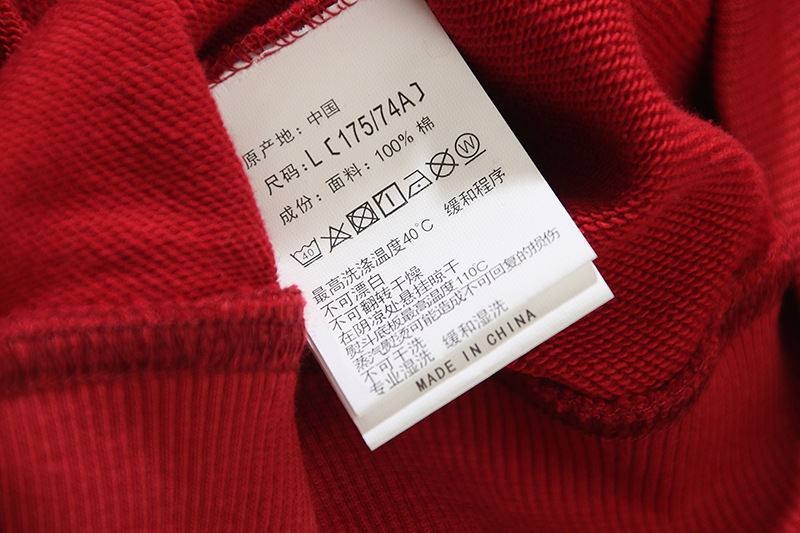 原产地: 中国
尺码: L〔175/74A〕
成份: 面料: 100% 棉
40 W
最高洗涤温度40℃ 缓和程序
不可漂白
不可翻转干燥
在阴凉处悬挂晾干
熨斗底板最高温度110℃
蒸汽熨烫可能造成不可回复的损伤
不可干洗
专业湿洗 缓和湿洗
MADE IN CHINA